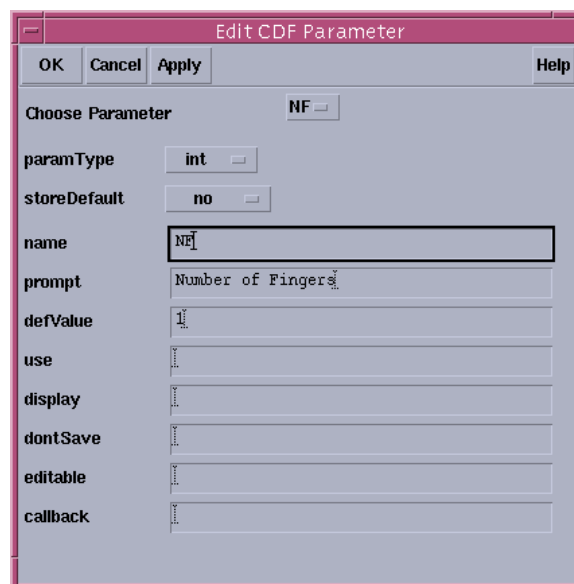 Edit CDF Parameter
OK Cancel Apply Help
Choose Parameter NF
paramType int
storeDefault no
name NF
prompt Number of Fingers
defValue 1
use
display
dontSave
editable
callback